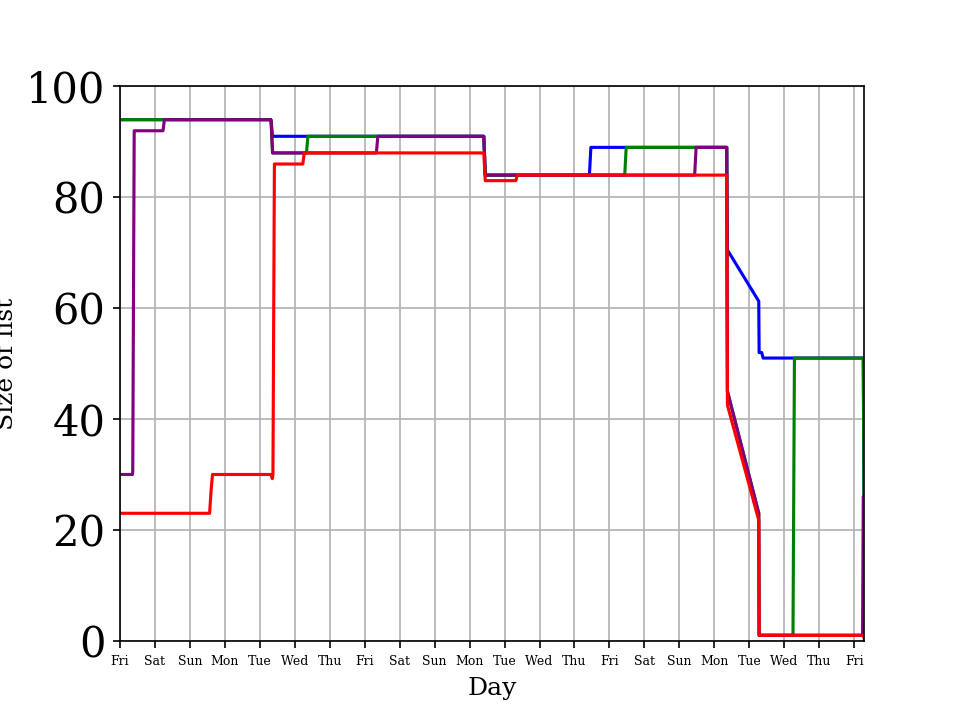 100
80
60
40
20
0
Size of list
Fri Sat Sun Mon Tue Wed Thu Fri Sat Sun Mon Tue Wed Thu Fri Sat Sun Mon Tue Wed Thu Fri
Day